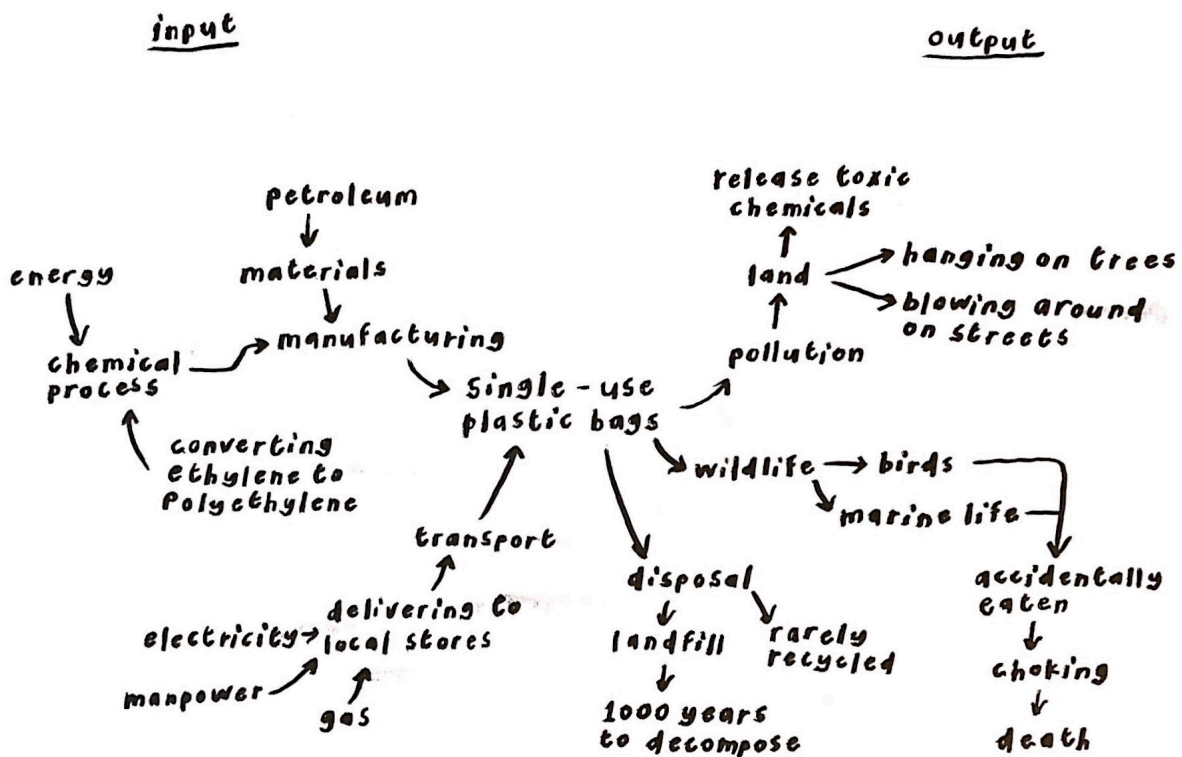 input
output
petroleum
materials
energy
manufacturing
chemical
process
converting
ethylene to
Polyethylene
single-use
plastic bags
transport
delivering to
local stores
electricity
manpower
gas
release toxic
chemicals
land
hanging on trees
blowing around
on streets
pollution
wildlife
birds
marine life
accidentally
eaten
choking
death
disposal
landfill
rarely
recycled
1000 years
to decompose